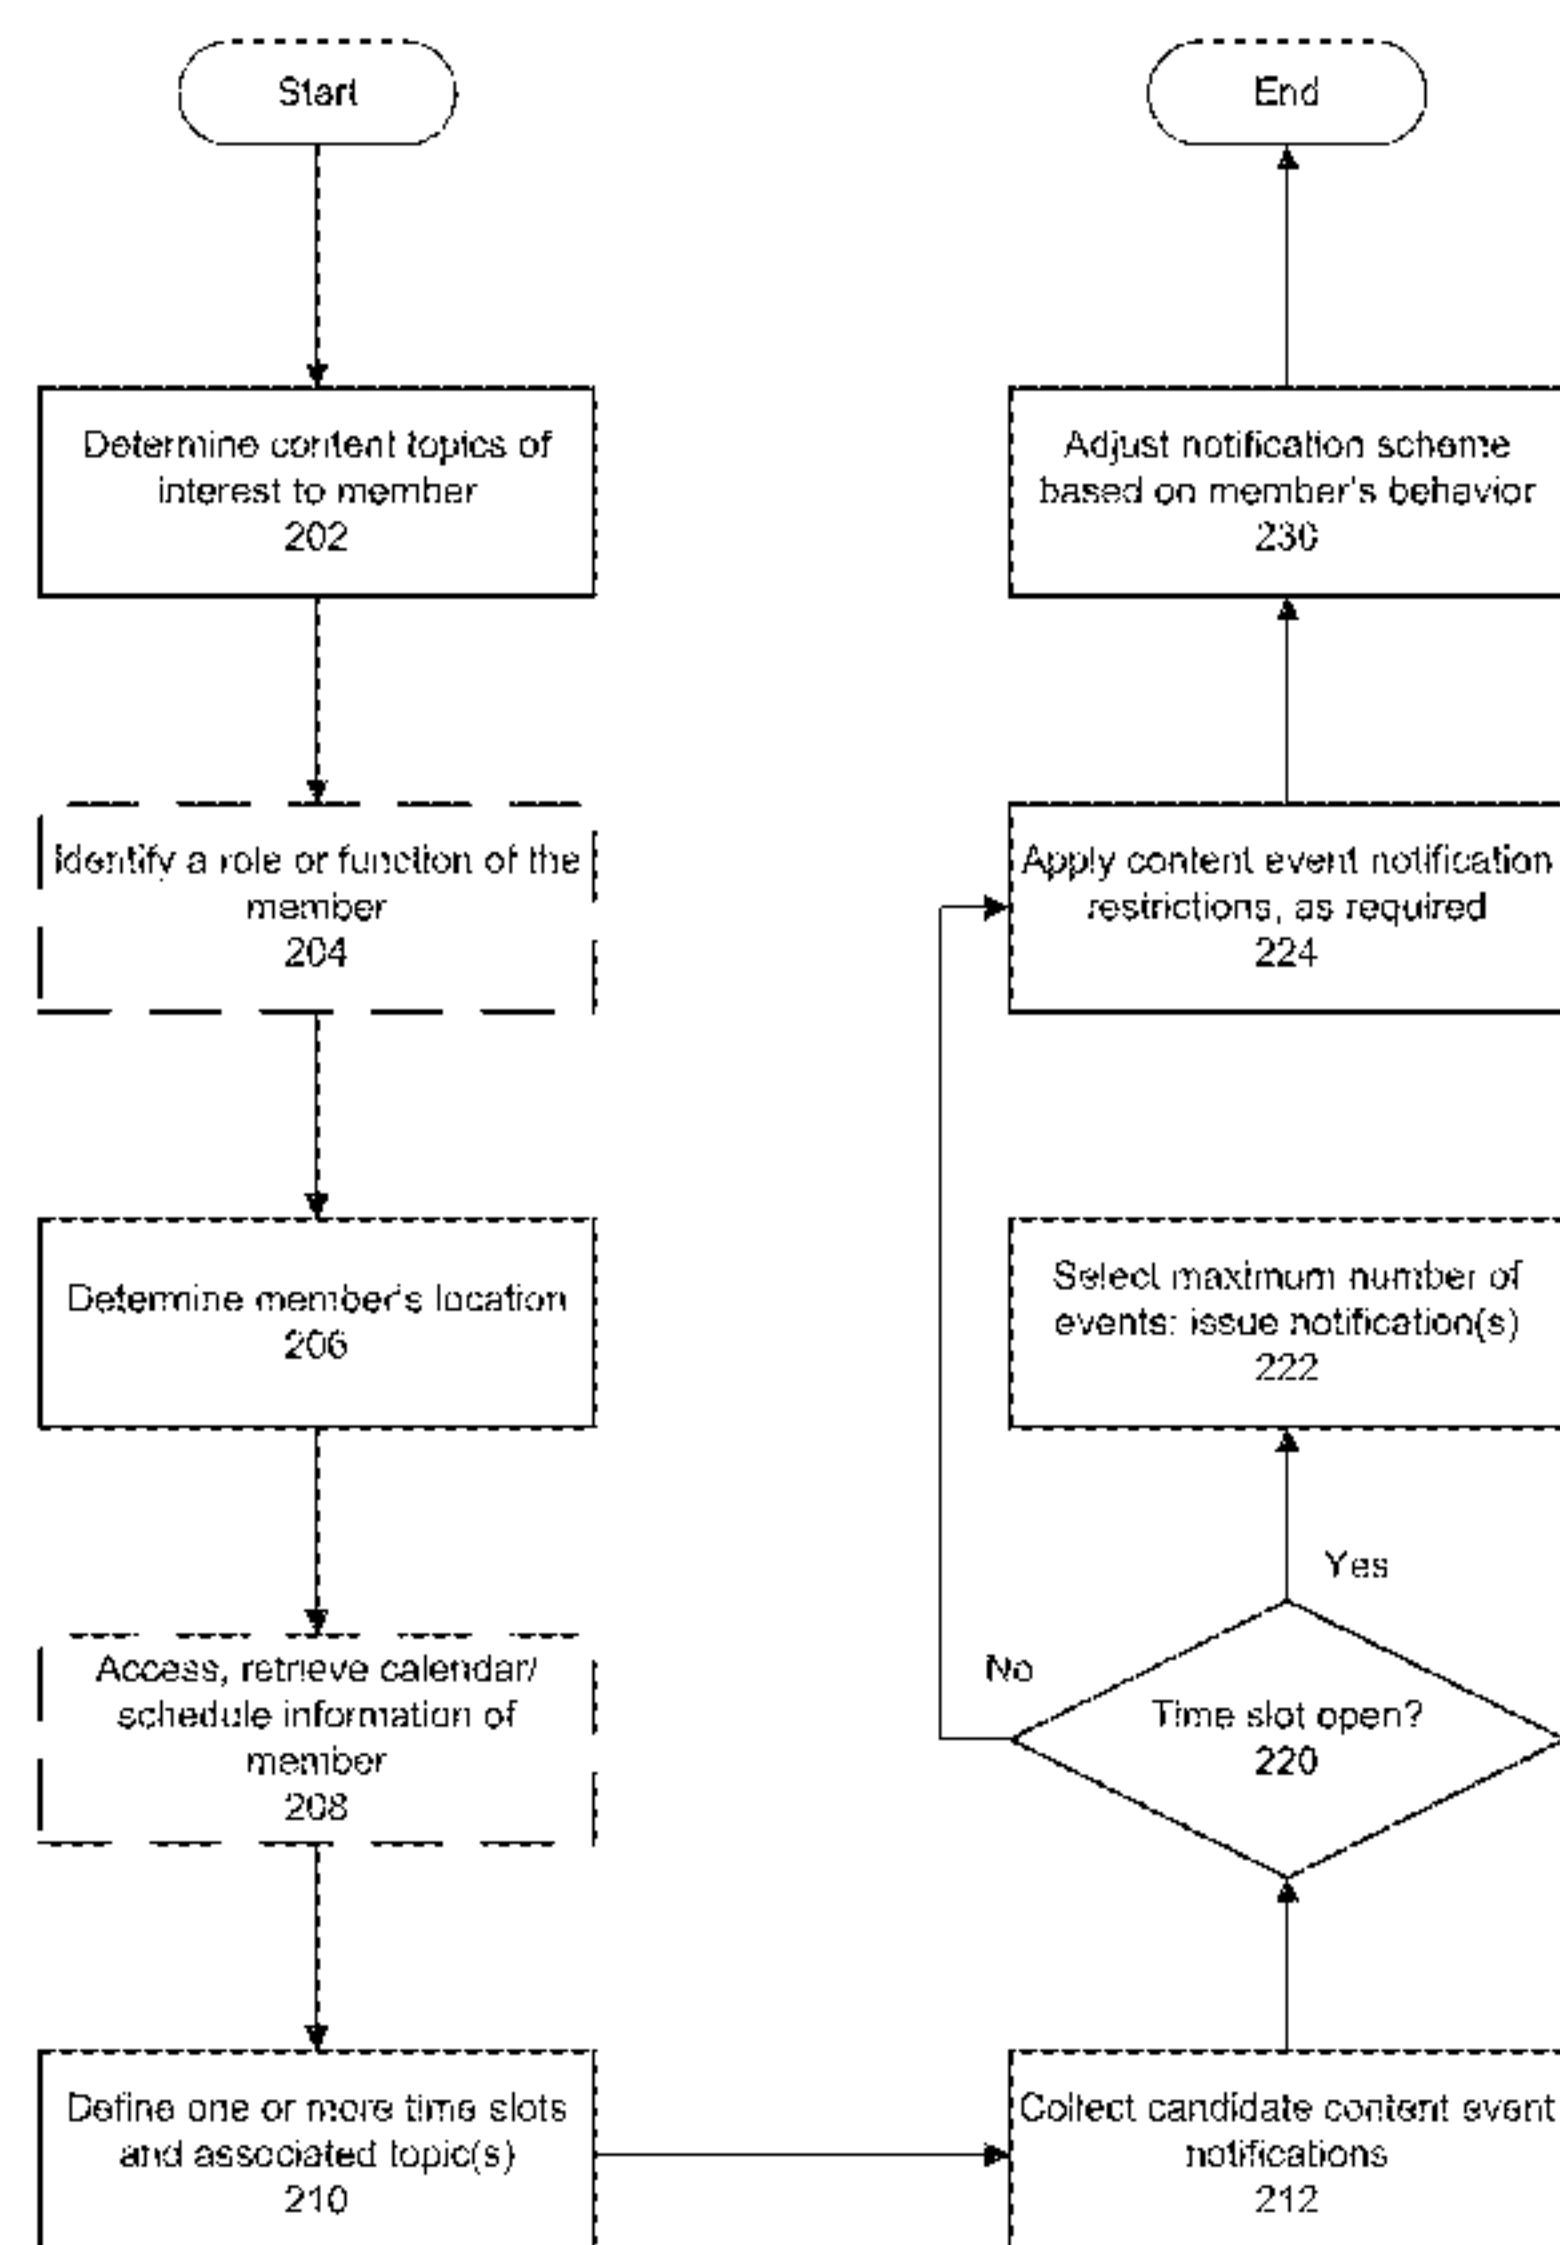 Start
Determine content topics of
interest to member
202
Identify a role or function of the
member
204
Determine member's location
206
Access, retrieve calendar/
schedule information of
member
208
Define one or more time slots
and associated topic(s)
210
End
Adjust notification scheme
based on member's behavior
230
Apply content event notification
restrictions, as required
224
Select maximum number of
events: issue notification(s)
222
Yes
No
Time slot open?
220
Collect candidate content event
notifications
212